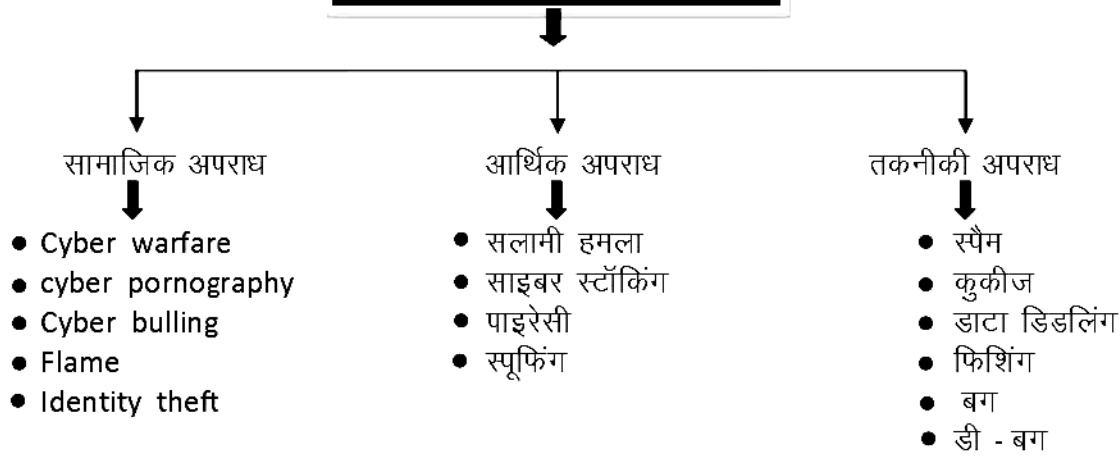 सामाजिक अपराध
Cyber warfare
cyber pornography
Cyber bulling
Flame
Identity theft
आर्थिक अपराध
सलामी हमला
साइबर स्टॉकिंग
पाइरेसी
स्पूफिंग
तकनीकी अपराध
स्पैम
कुकीज
डाटा डिडलिंग
फिशिंग
बग
डी - बग